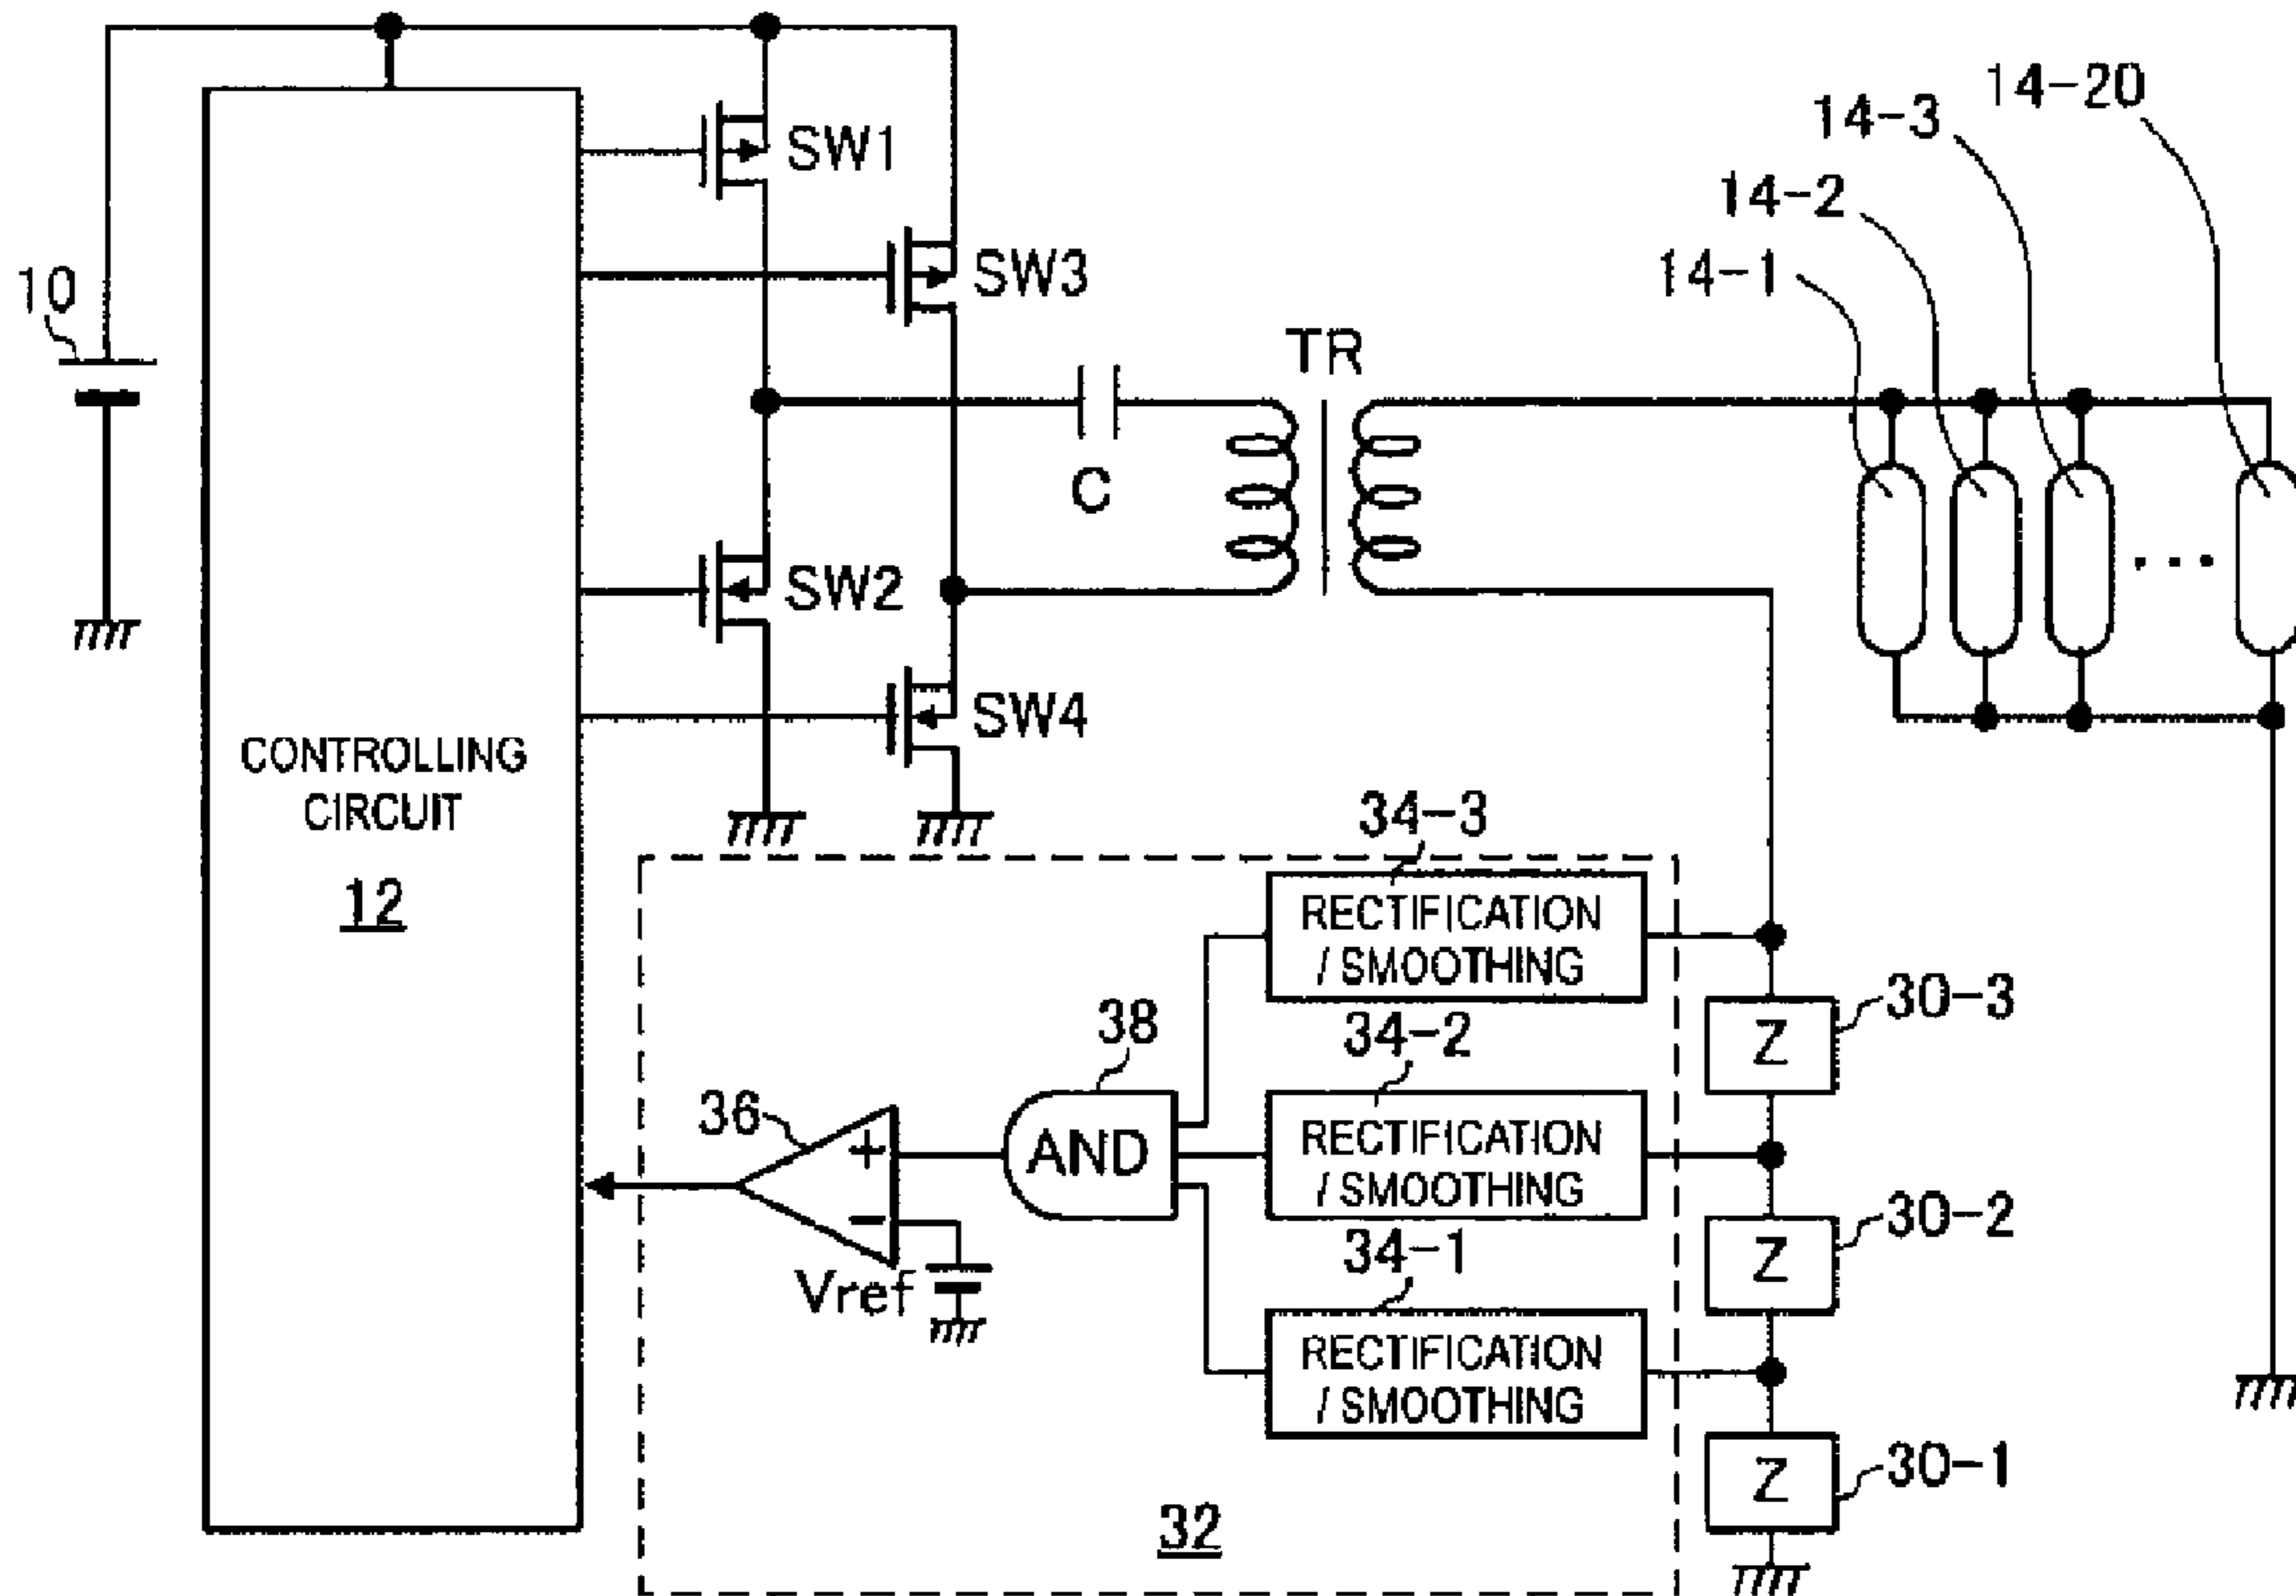 14-20
14-3
14-2
14-1
SW1
SW3
10
TR
C
SW2
SW4
CONTROLLING
CIRCUIT
12
34-3
RECTIFICATION
/ SMOOTHING
30-3
Z
38
34-2
36
+
AND
RECTIFICATION
/ SMOOTHING
30-2
Z
−
Vref
34-1
RECTIFICATION
/ SMOOTHING
30-1
Z
32